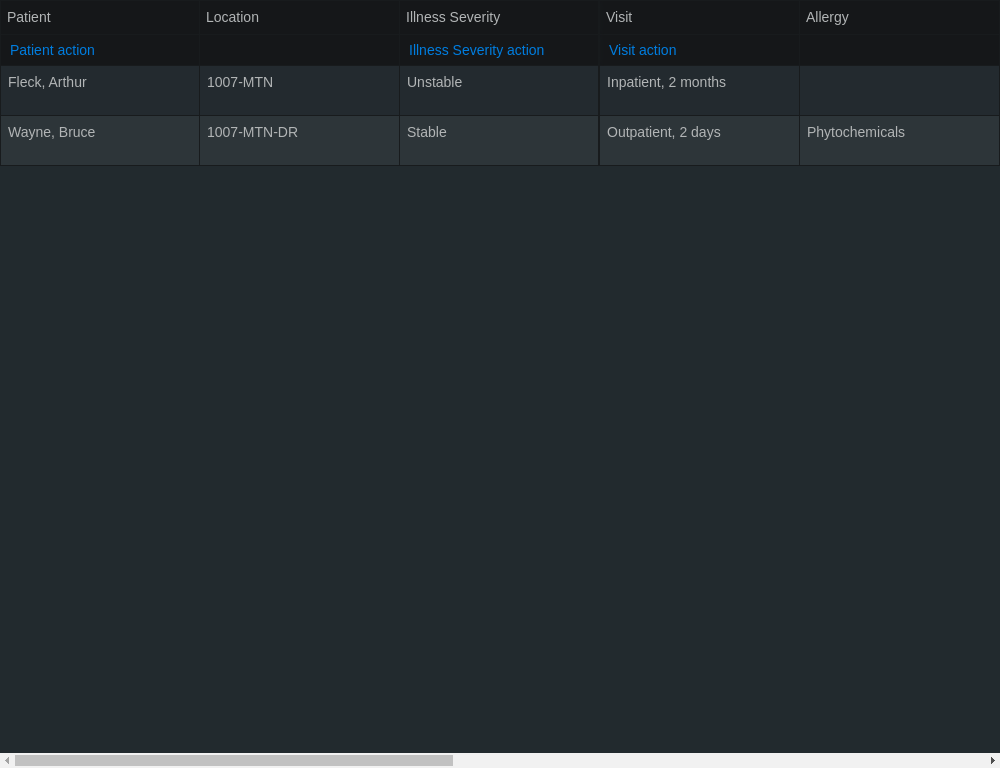 Patient Location Illness Severity Visit Allergy
Patient action Illness Severity action Visit action
Fleck, Arthur 1007-MTN Unstable Inpatient, 2 months
Wayne, Bruce 1007-MTN-DR Stable Outpatient, 2 days Phytochemicals